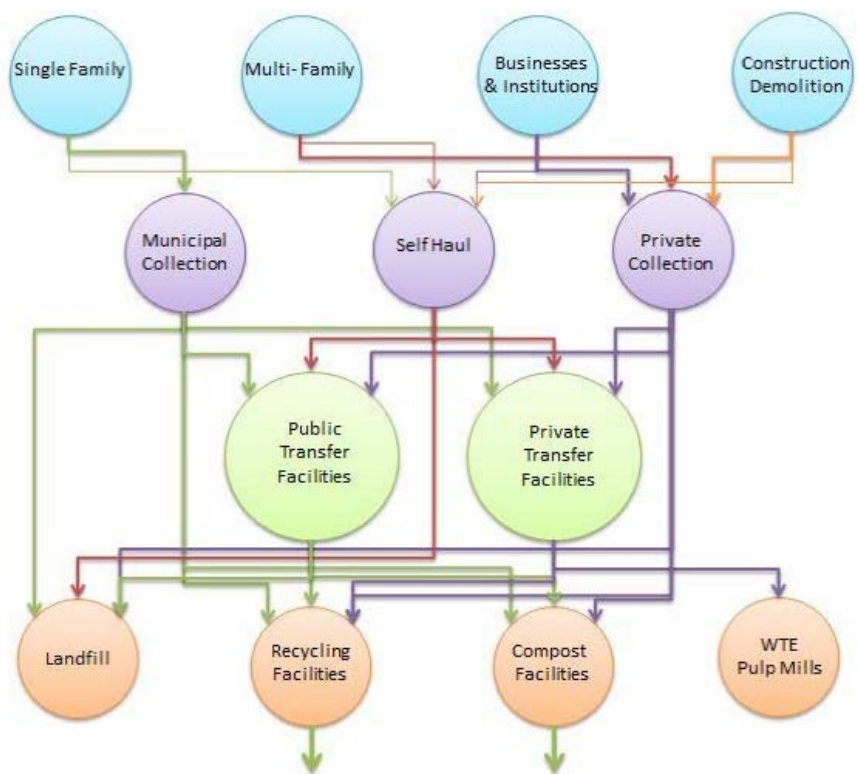 Single Family
Multi- Family
Businesses
& Institutions
Construction
Demolition
Municipal
Collection
Self Haul
Private
Collection
Public
Transfer
Facilities
Private
Transfer
Facilities
Landfill
Recycling
Facilities
Compost
Facilities
WTE
Pulp Mills